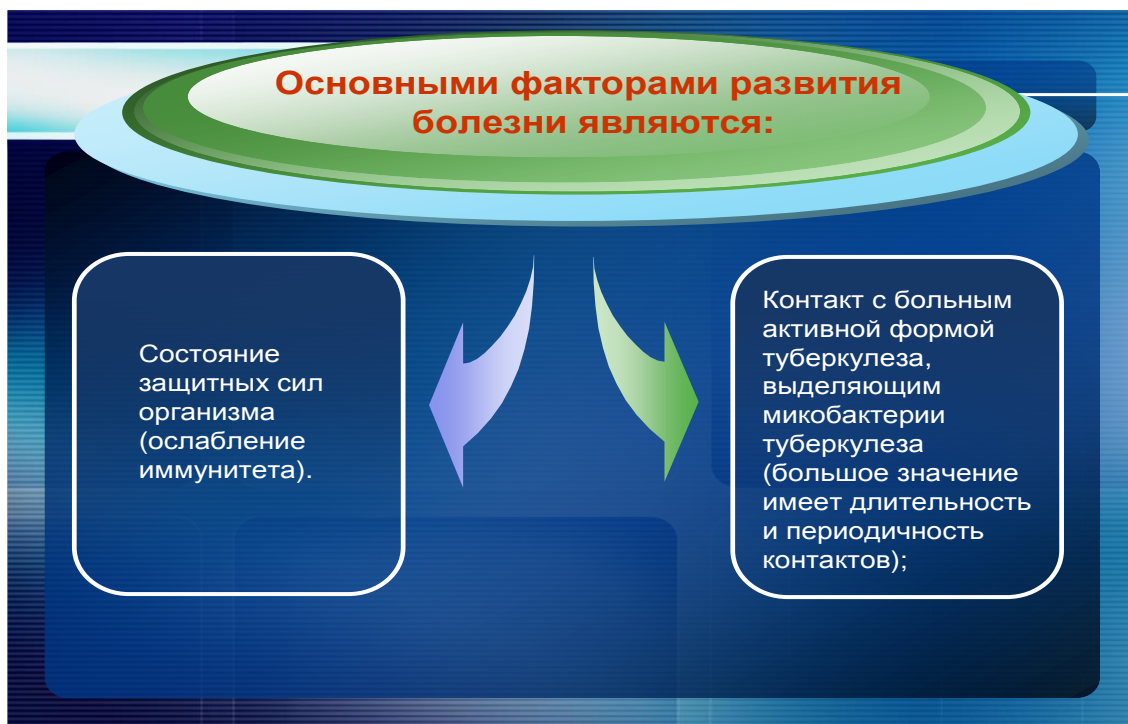 Основными факторами развития
болезни являются:
Состояние
защитных сил
организма
(ослабление
иммунитета).
Контакт с больным
активной формой
туберкулеза,
выделяющим
микобактерии
туберкулеза
(большое значение
имеет длительность
и периодичность
контактов);